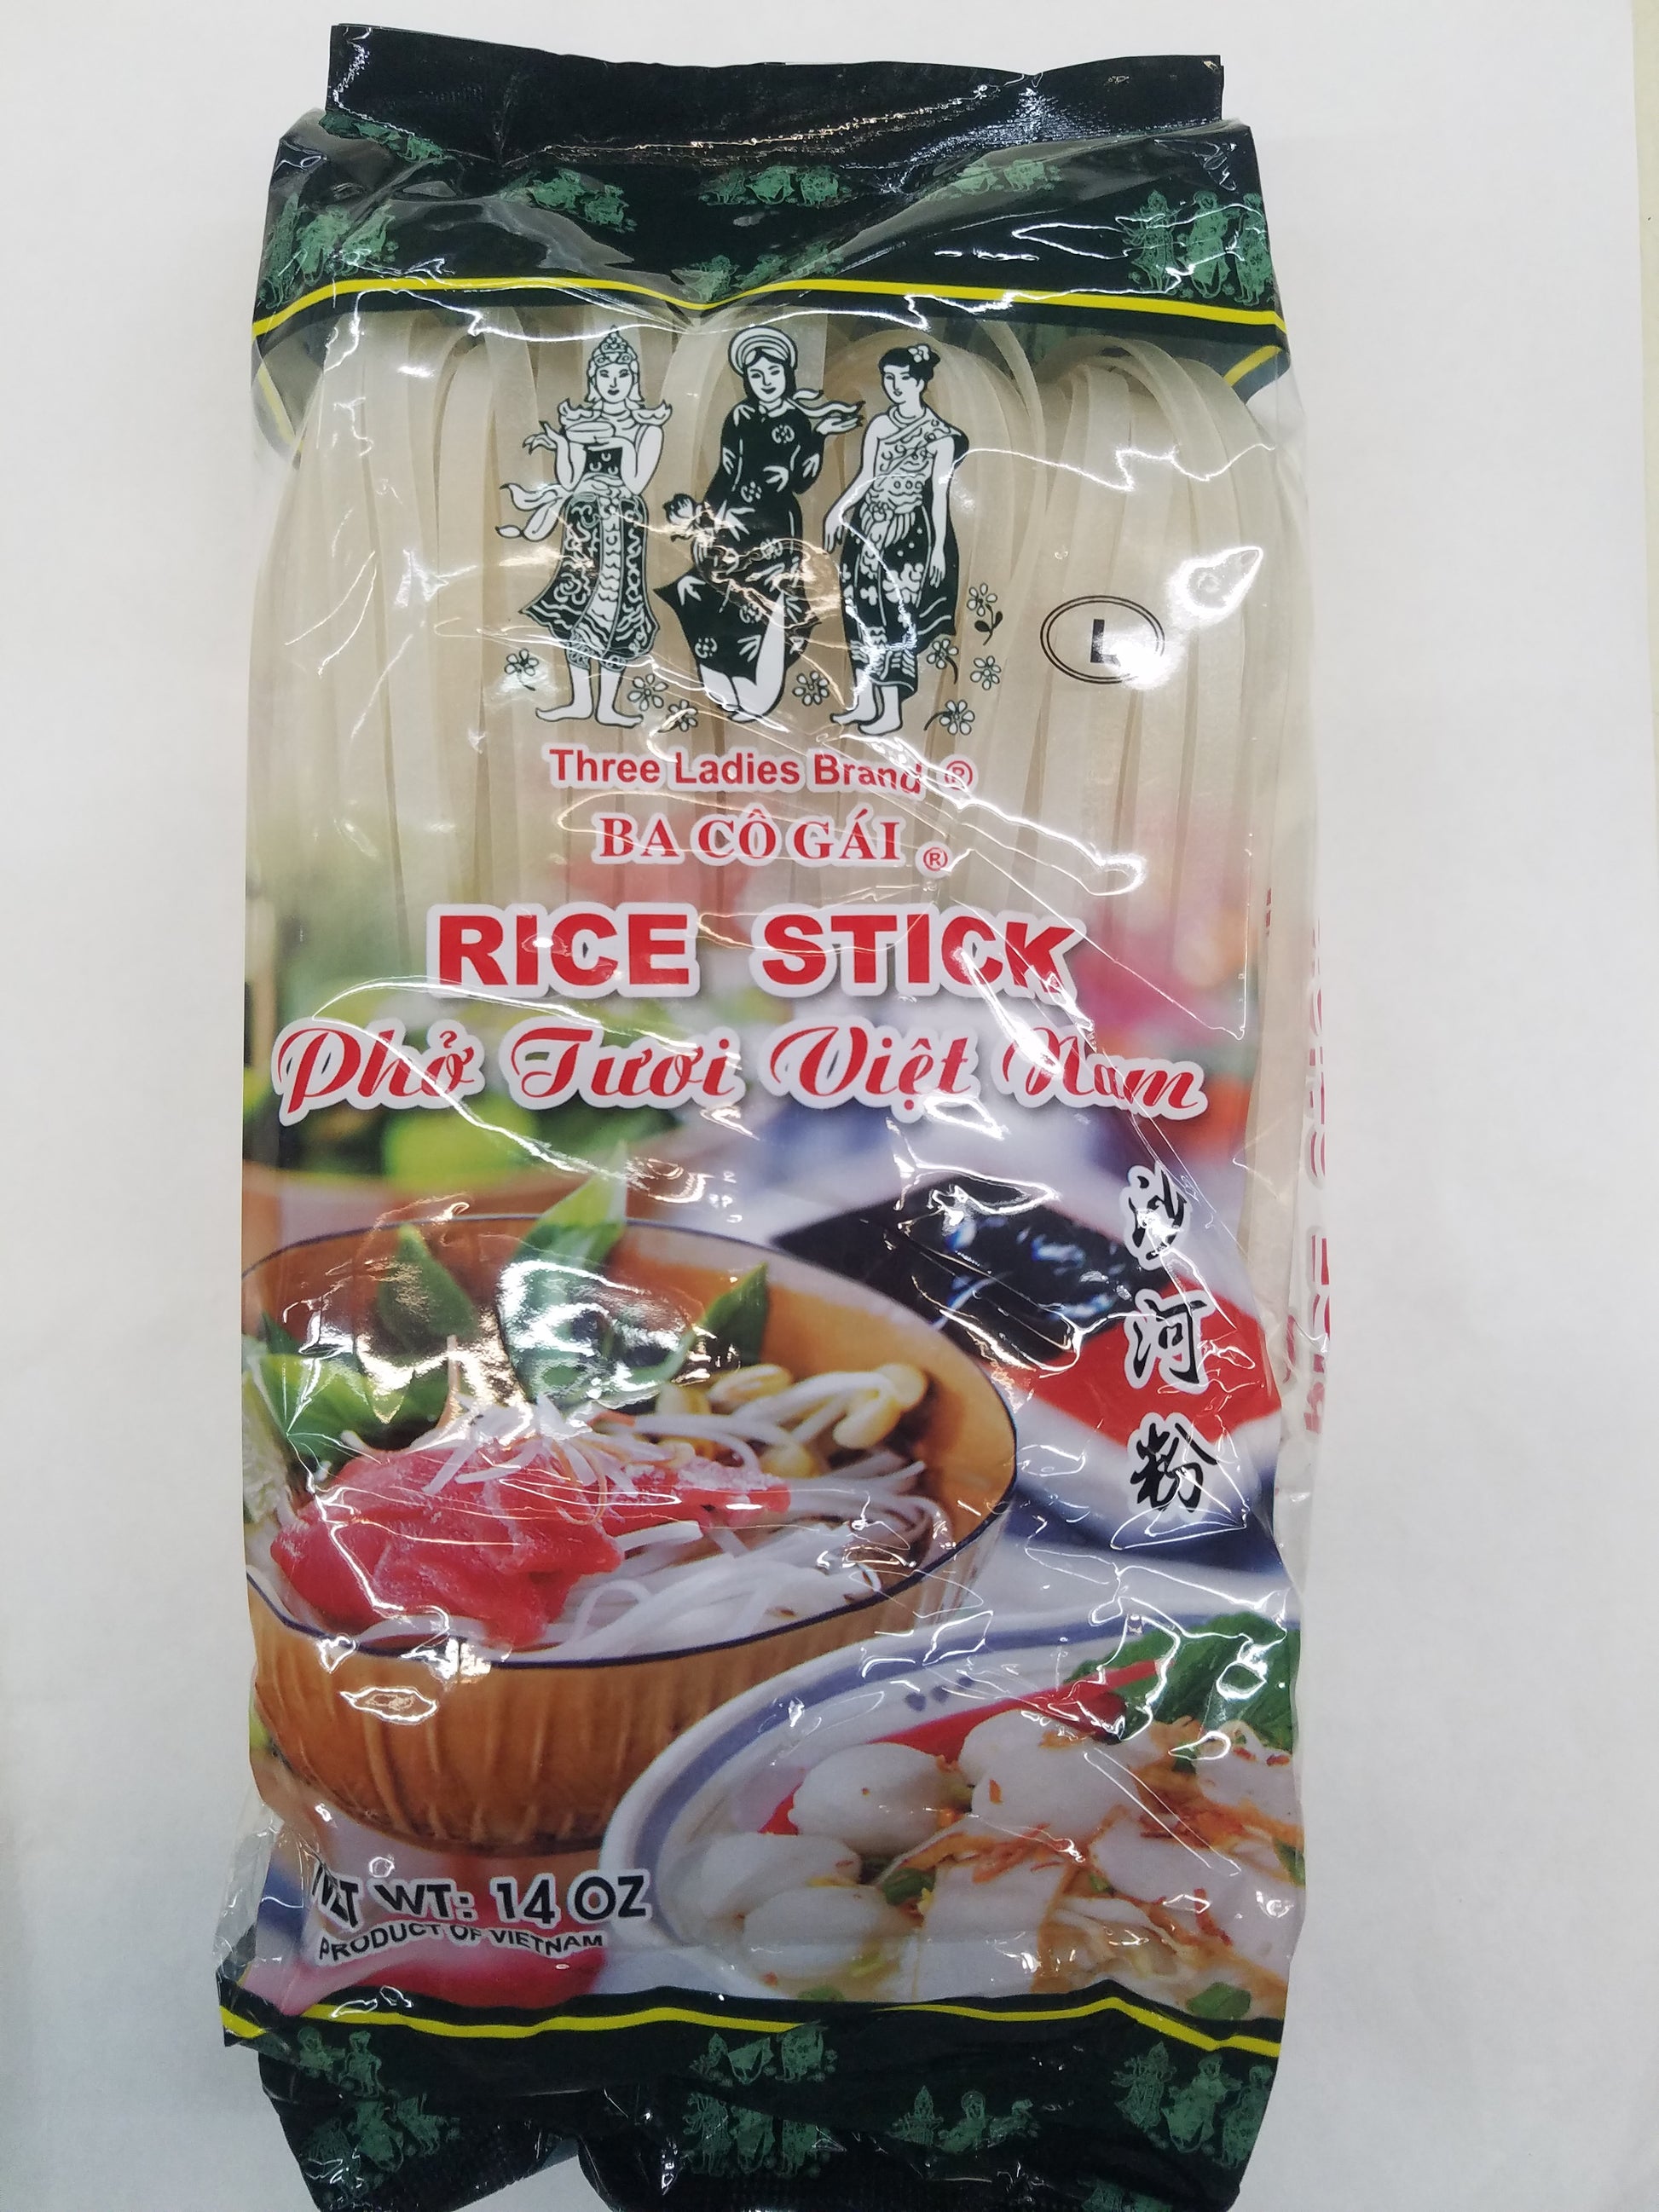 L
Three Ladies Brand ®
BA CÔ GÁI ®
RICE STICK
Phở Tươi Việt Nam
沙河粉
NET WT: 14 OZ
PRODUCT OF VIETNAM